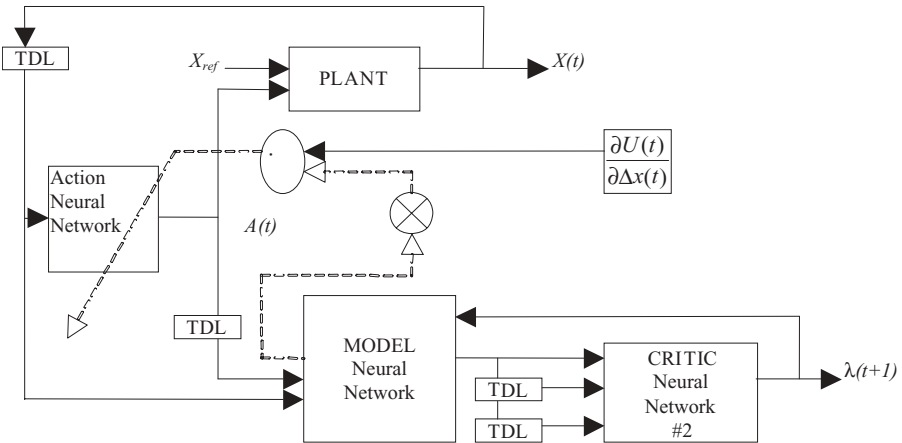 TDL
X_ref
PLANT
X(t)
∂U(t)
∂Δx(t)
Action
Neural
Network
A(t)
TDL
MODEL
Neural
Network
TDL
TDL
CRITIC
Neural
Network
#2
λ(t+1)